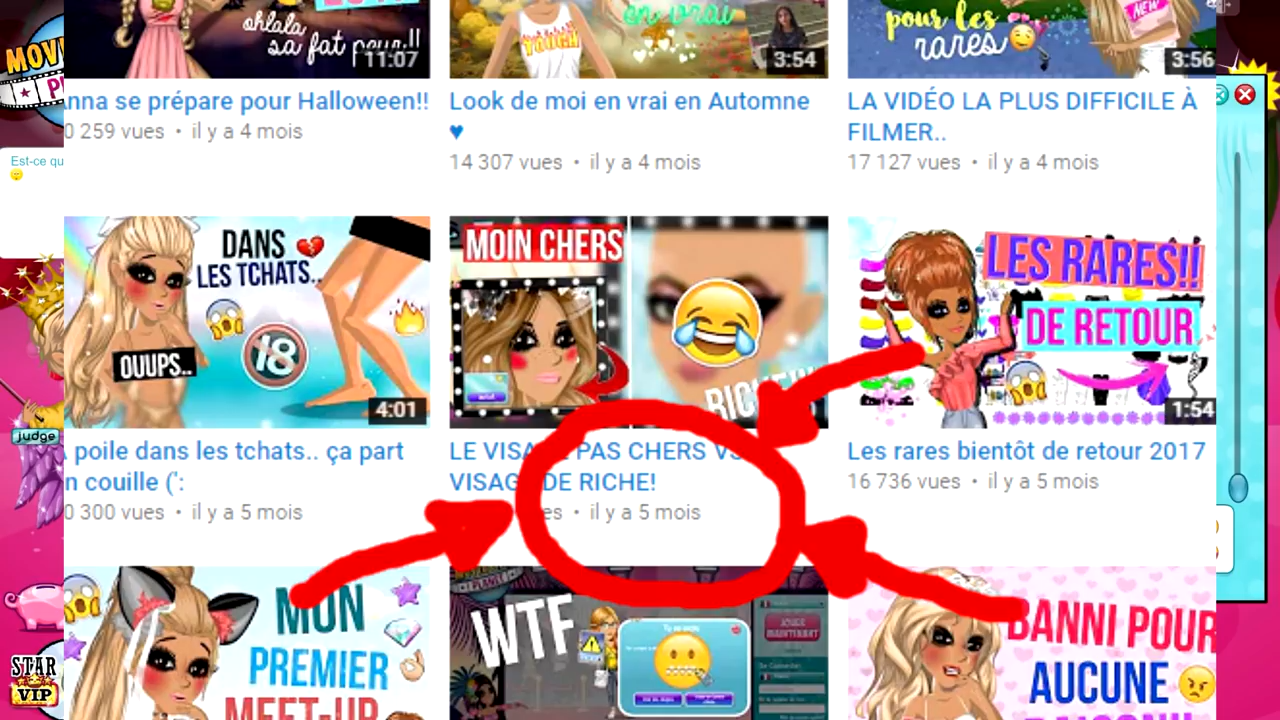 ohlala
sa fait peur!!
11:07
en vrai
TOUGH
3:54
pour les
rares
NEW
3:56
nna se prépare pour Halloween!!
0 259 vues • il y a 4 mois
Look de moi en vrai en Automne
♥
14 307 vues • il y a 4 mois
LA VIDÉO LA PLUS DIFFICILE À
FILMER..
17 127 vues • il y a 4 mois
Est-ce qu
DANS
LES TCHATS..
OUUPS..
18
4:01
MOIN CHERS
LES RARES!!
DE RETOUR
1:54
judge
poile dans les tchats.. ça part
n couille (':
0 300 vues • il y a 5 mois
LE VISA PAS CHERS VS
VISAG DE RICHE!
es • il y a 5 mois
Les rares bientôt de retour 2017
16 736 vues • il y a 5 mois
STAR
VIP
MON
PREMIER
MEET-UP
WTF
PLANET
JOUER
MAINTENANT
BANNI POUR
AUCUNE